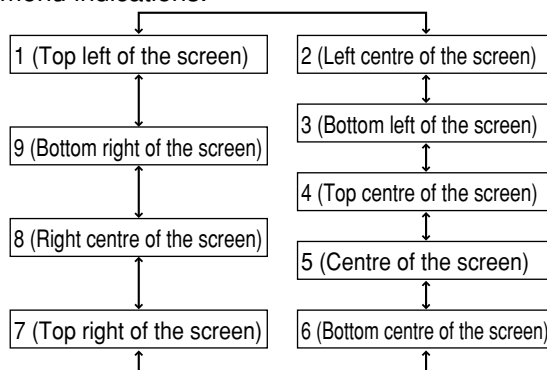 menu indications.
1 (Top left of the screen)
2 (Left centre of the screen)
3 (Bottom left of the screen)
9 (Bottom right of the screen)
4 (Top centre of the screen)
8 (Right centre of the screen)
5 (Centre of the screen)
7 (Top right of the screen)
6 (Bottom centre of the screen)